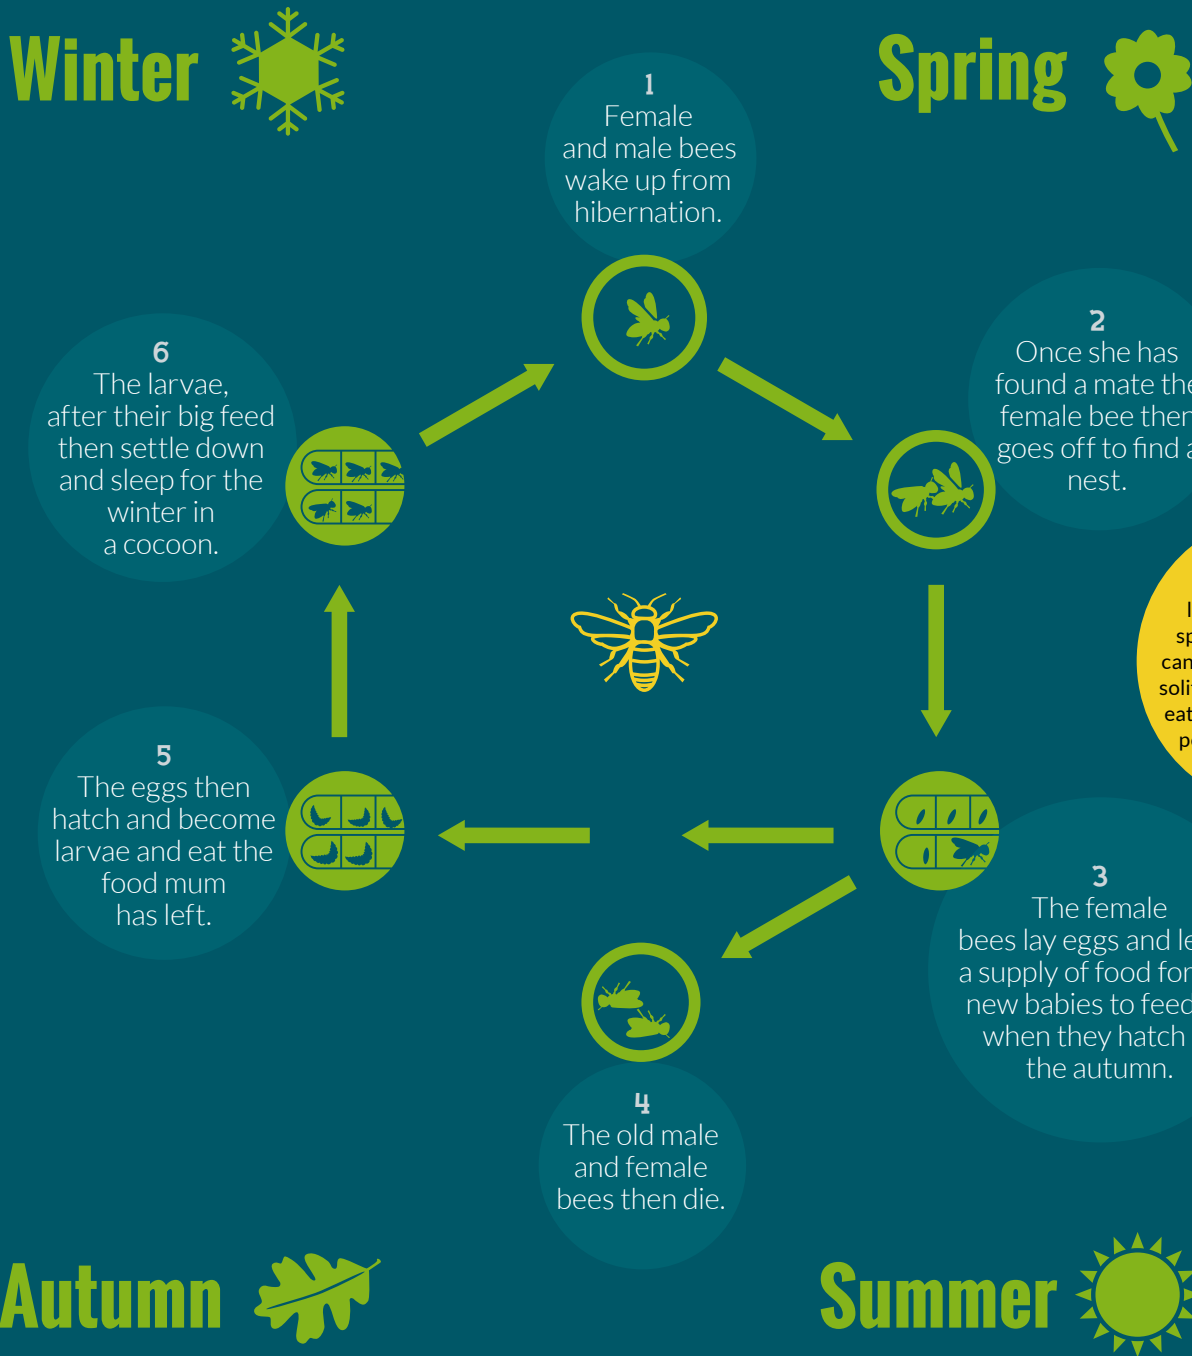 Winter
Spring
1
Female
and male bees
wake up from
hibernation.
2
Once she has
found a mate the
female bee then
goes off to find a
nest.
3
The female
bees lay eggs and
a supply of food for
new babies to feed
when they hatch
the autumn.
4
The old male
and female
bees then die.
5
The eggs then
hatch and become
larvae and eat the
food mum
has left.
6
The larvae,
after their big feed
then settle down
and sleep for the
winter in
a cocoon.
can
Autumn
Summer